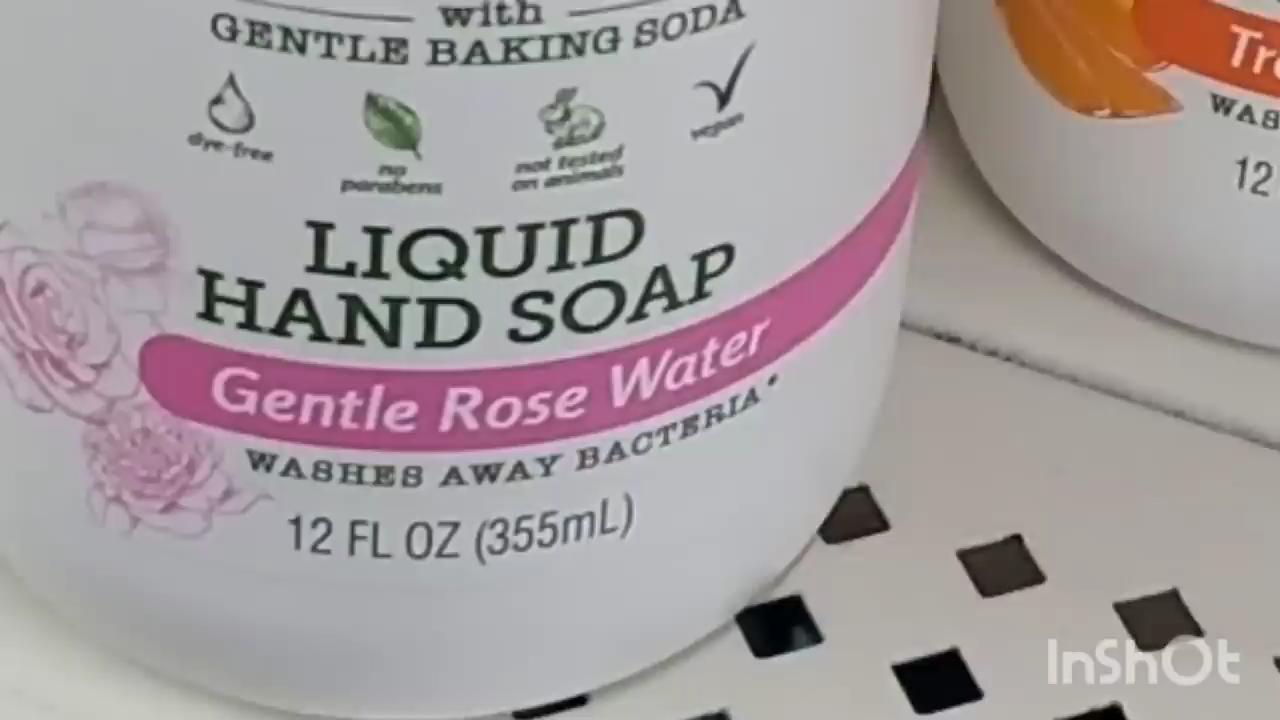 with
GENTLE BAKING SODA
dye-free
no
parabens
not tested
on animals
vegan
LIQUID
HAND SOAP
Gentle Rose Water
WASHES AWAY BACTERIA*
12 FL OZ (355mL)
Tr
WAS
12
InShOt